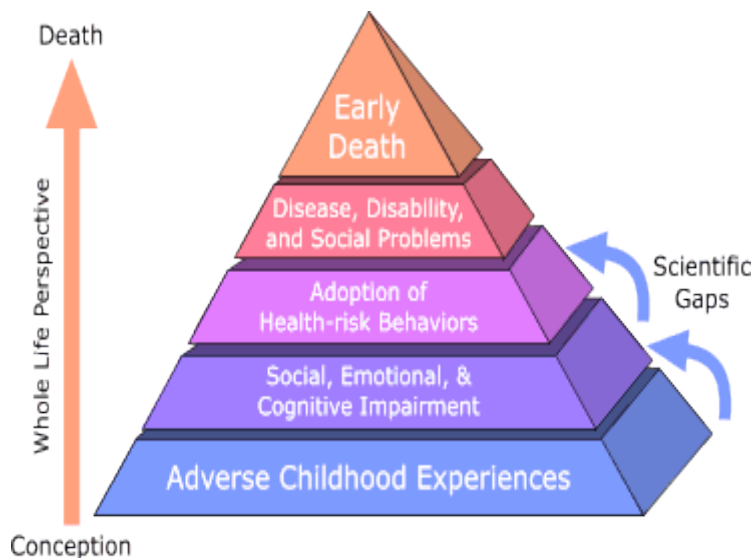 Death
Early
Death
Disease, Disability,
and Social Problems
Scientific
Gaps
Adoption of
Health-risk Behaviors
Whole Life Perspective
Social, Emotional, &
Cognitive Impairment
Adverse Childhood Experiences
Conception